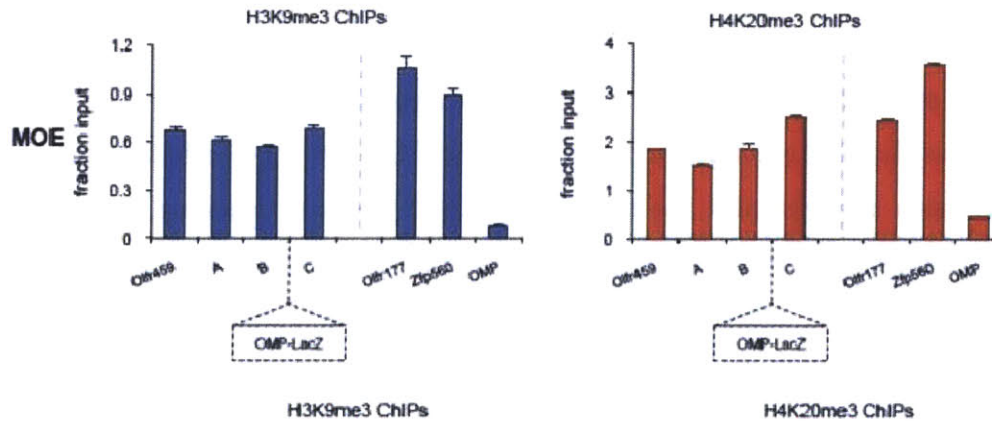 H3K9me3 ChIPs
1.2
0.9
0.6
0.3
0
fraction input
MOE
Olfr459
A
B
C
Olfr177
Zfp560
OMP
OMP-LacZ
H4K20me3 ChIPs
4
3
2
1
0
fraction input
Olfr459
A
B
C
Olfr177
Zfp560
OMP
OMP-LacZ
H3K9me3 ChIPs
H4K20me3 ChIPs